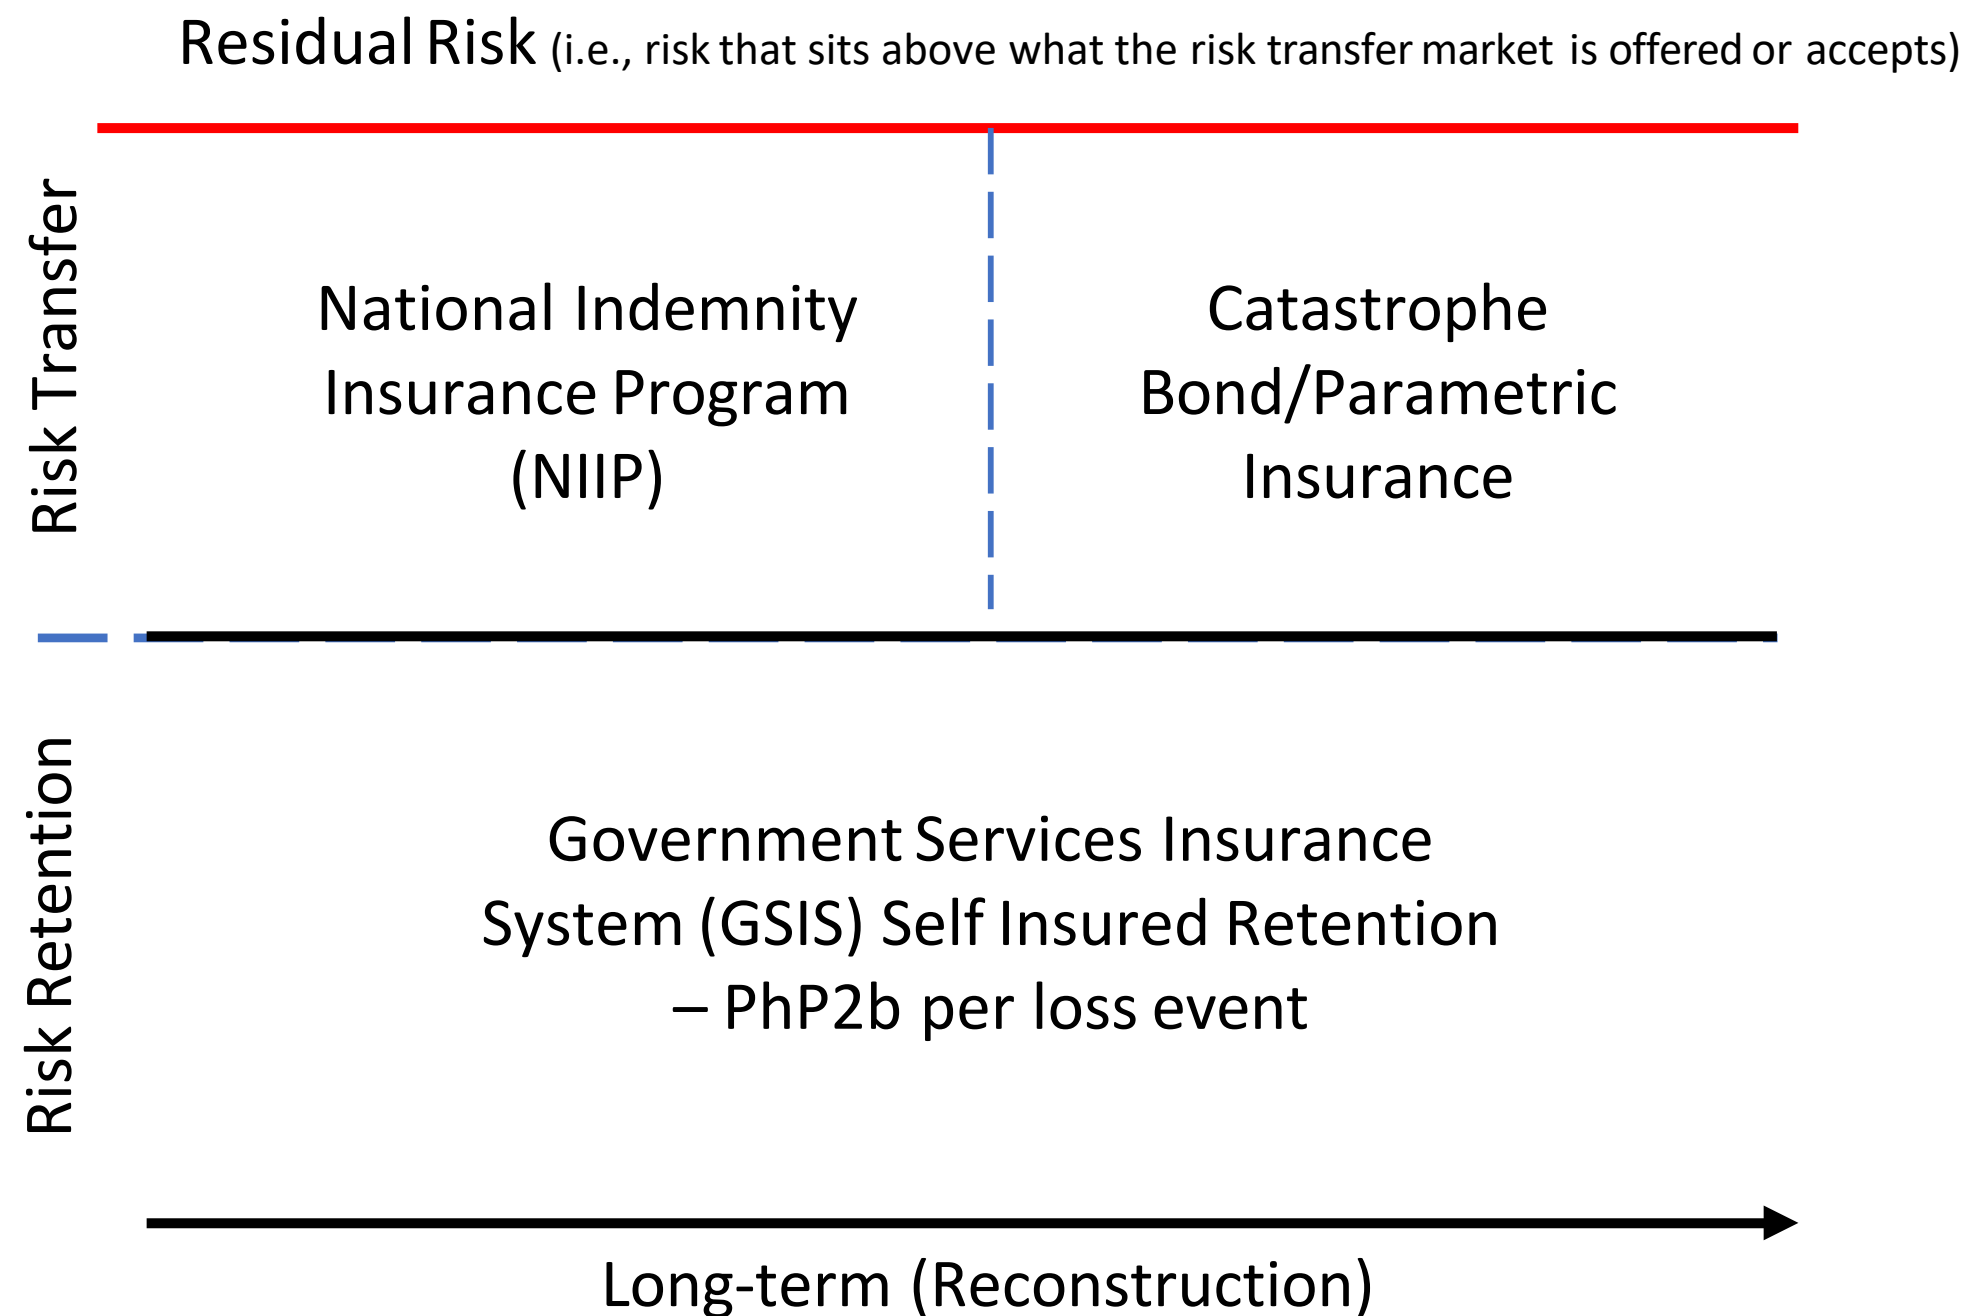 Residual Risk (i.e., risk that sits above what the risk transfer market is offered or accepts)
Risk Transfer
National Indemnity
Insurance Program
(NIIP)
Catastrophe
Bond/Parametric
Insurance
Risk Retention
Government Services Insurance
System (GSIS) Self Insured Retention
– PhP2b per loss event
Long-term (Reconstruction)